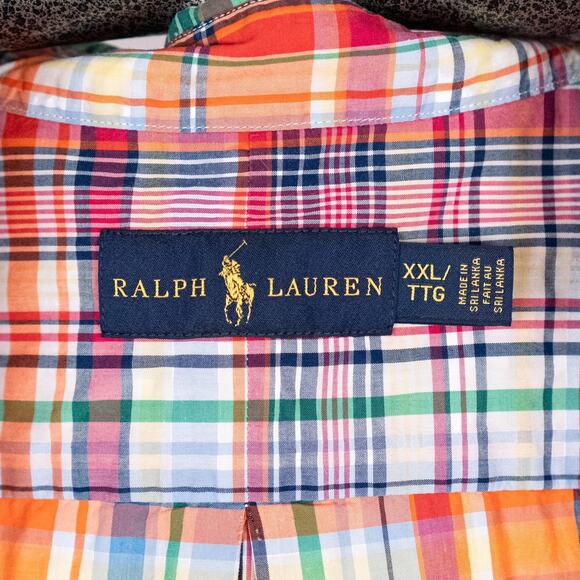 RALPH LAUREN
XXL/
TTG
MADE IN
SRI LANKA
FAIT AU
SRI LANKA